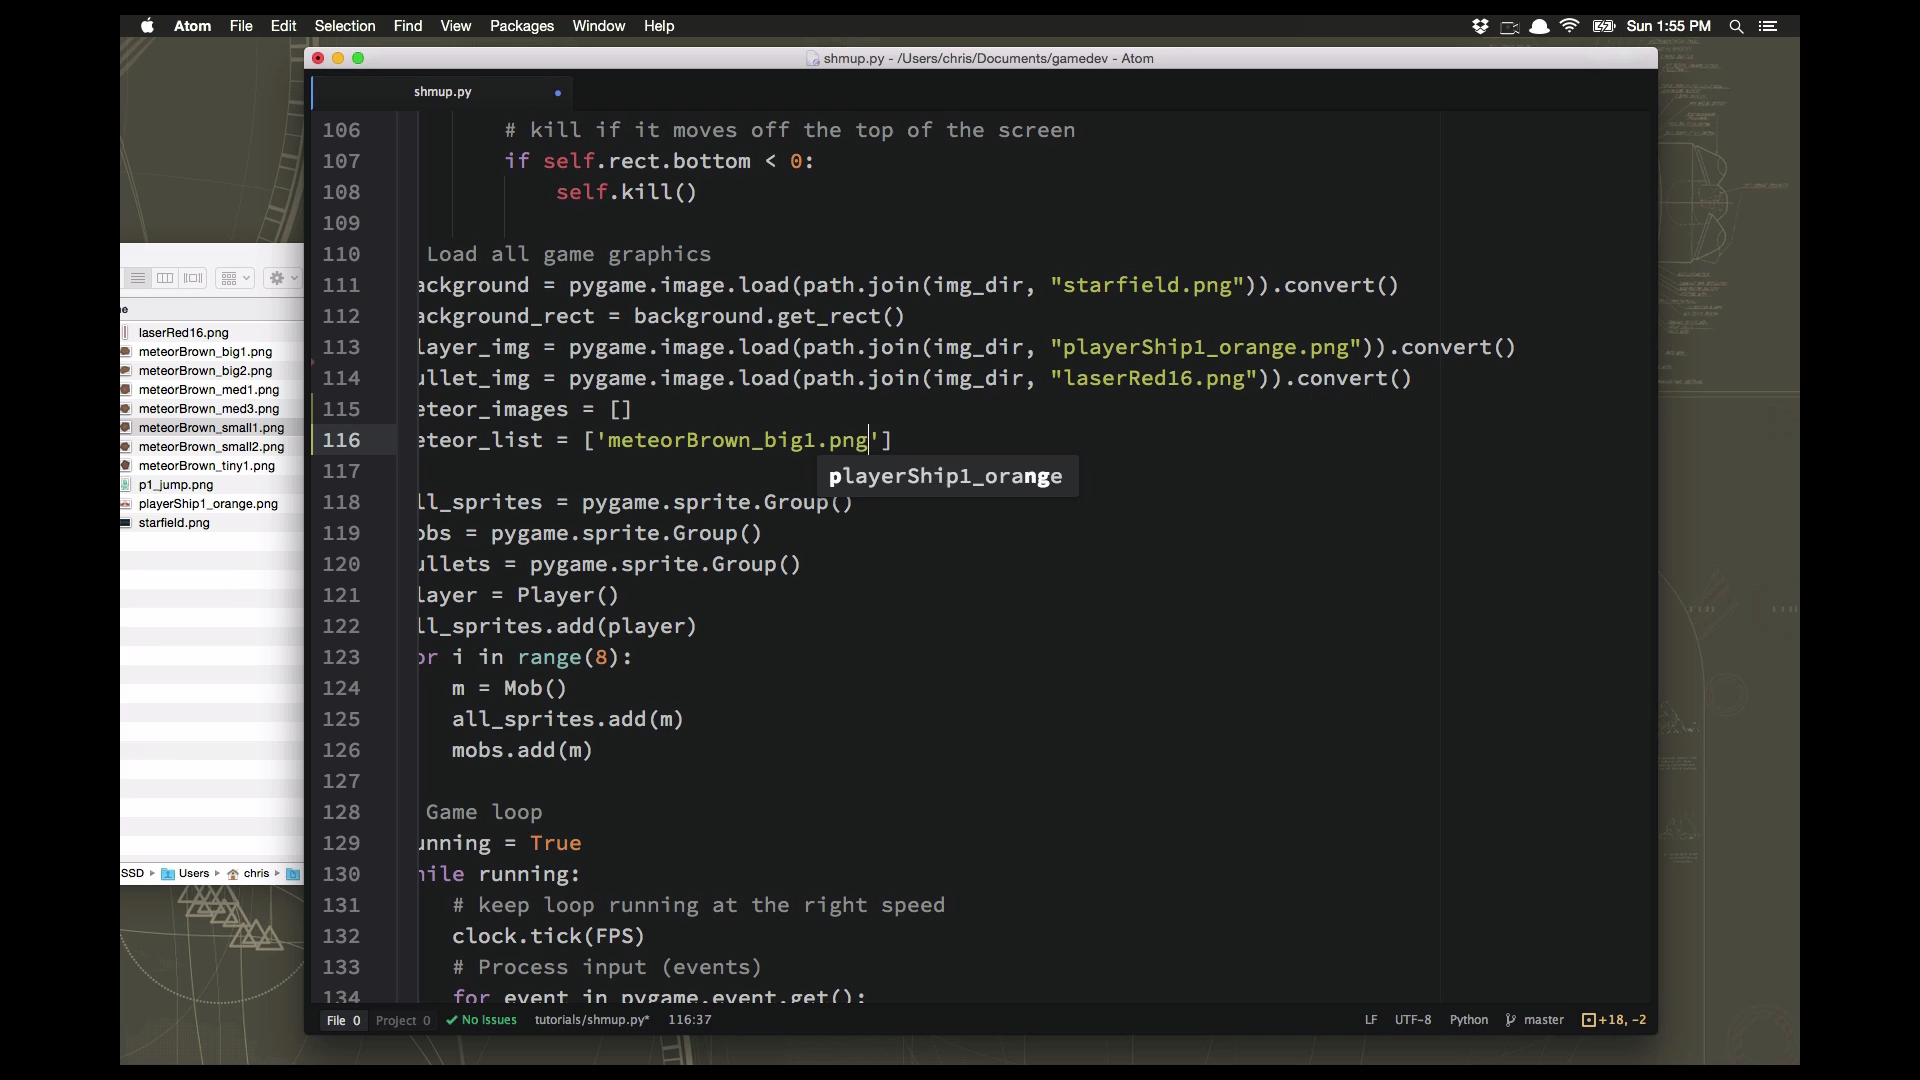 Atom File Edit Selection Find View Packages Window Help Sun 1:55 PM
shmup.py - /Users/chris/Documents/gamedev - Atom
shmup.py
106 # kill if it moves off the top of the screen
107 if self.rect.bottom < 0:
108 self.kill()
109
110 Load all game graphics
111 ackground = pygame.image.load(path.join(img_dir, "starfield.png")).convert()
112 ackground_rect = background.get_rect()
113 layer_img = pygame.image.load(path.join(img_dir, "playerShip1_orange.png")).convert()
114 ullet_img = pygame.image.load(path.join(img_dir, "laserRed16.png")).convert()
115 eteor_images = []
116 eteor_list = ['meteorBrown_big1.png']
117
playerShip1_orange
118 ll_sprites = pygame.sprite.Group()
119 obs = pygame.sprite.Group()
120 ullets = pygame.sprite.Group()
121 layer = Player()
122 ll_sprites.add(player)
123 or i in range(8):
124 m = Mob()
125 all_sprites.add(m)
126 mobs.add(m)
127
128 Game loop
129 unning = True
130 hile running:
131 # keep loop running at the right speed
132 clock.tick(FPS)
133 # Process input (events)
134 for event in pygame.event.get():
File 0 Project 0 No Issues tutorials/shmup.py* 116:37 LF UTF-8 Python master +18, -2
e
laserRed16.png
meteorBrown_big1.png
meteorBrown_big2.png
meteorBrown_med1.png
meteorBrown_med3.png
meteorBrown_small1.png
meteorBrown_small2.png
meteorBrown_tiny1.png
p1_jump.png
playerShip1_orange.png
starfield.png
SSD Users chris